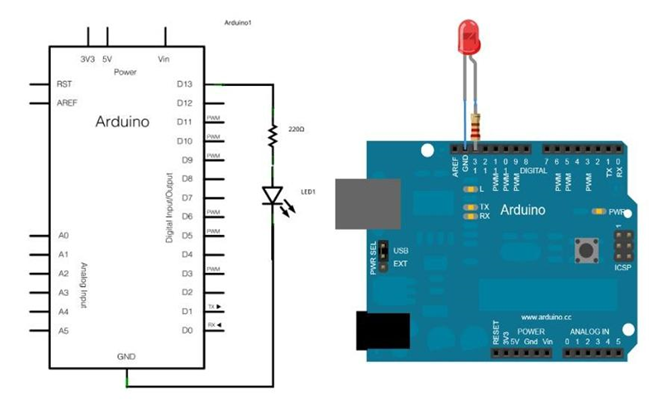 Arduino1
3V3 5V Vin
Power
RST
AREF
Arduino
D13
D12
D11 PWM
D10 PWM
D9 PWM
D8
D7
D6 PWM
D5 PWM
D4
D3 PWM
D2
D1 TX
D0 RX
Digital Input/Output
A0
A1
A2
A3
A4
A5
Analog Input
GND
220Ω
LED1
AREF
GND
13
12
PWM 11
PWM 10
PWM 9
8
DIGITAL
7
PWM 6
PWM 5
4
PWM 3
2
TX 1
RX 0
L
TX
RX
Arduino
PWR
1
ICSP
PWR SEL
USB
EXT
www.arduino.cc
POWER
ANALOG IN
RESET
3V3
5V Gnd Vin
0 1 2 3 4 5